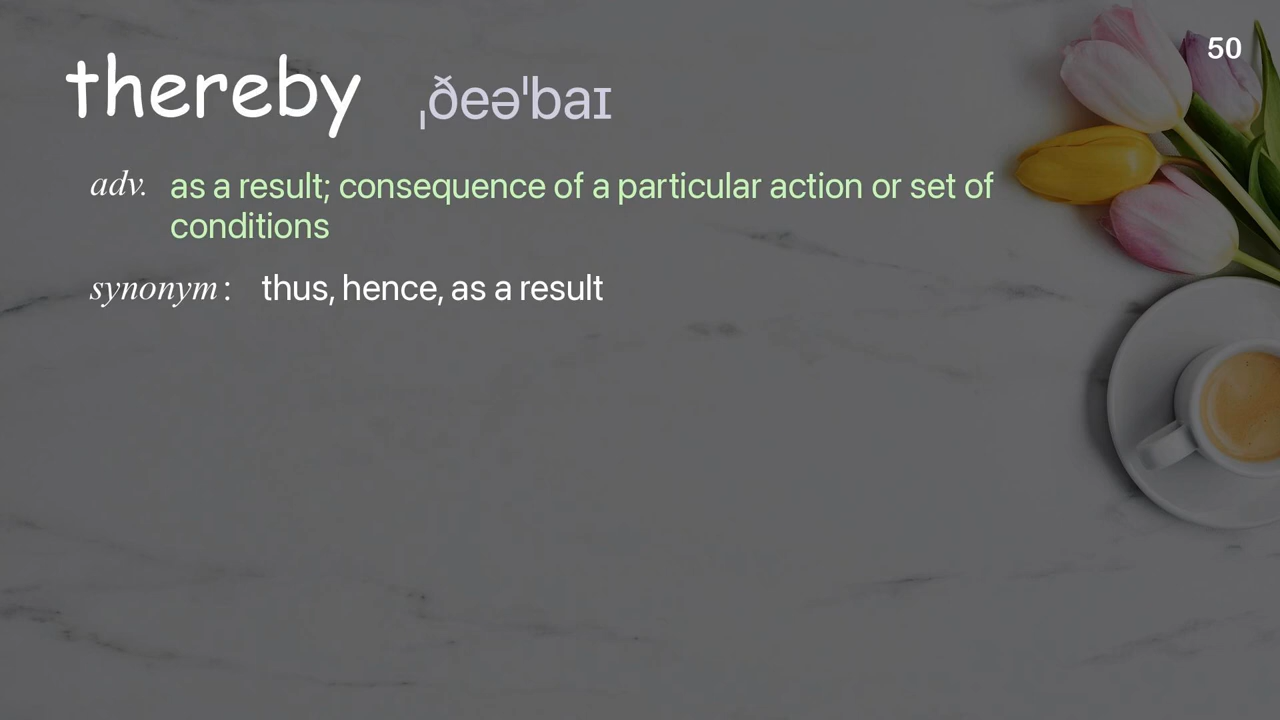 50
thereby ˌðeəˈbaɪ
adv. as a result; consequence of a particular action or set of
conditions
synonym: thus, hence, as a result